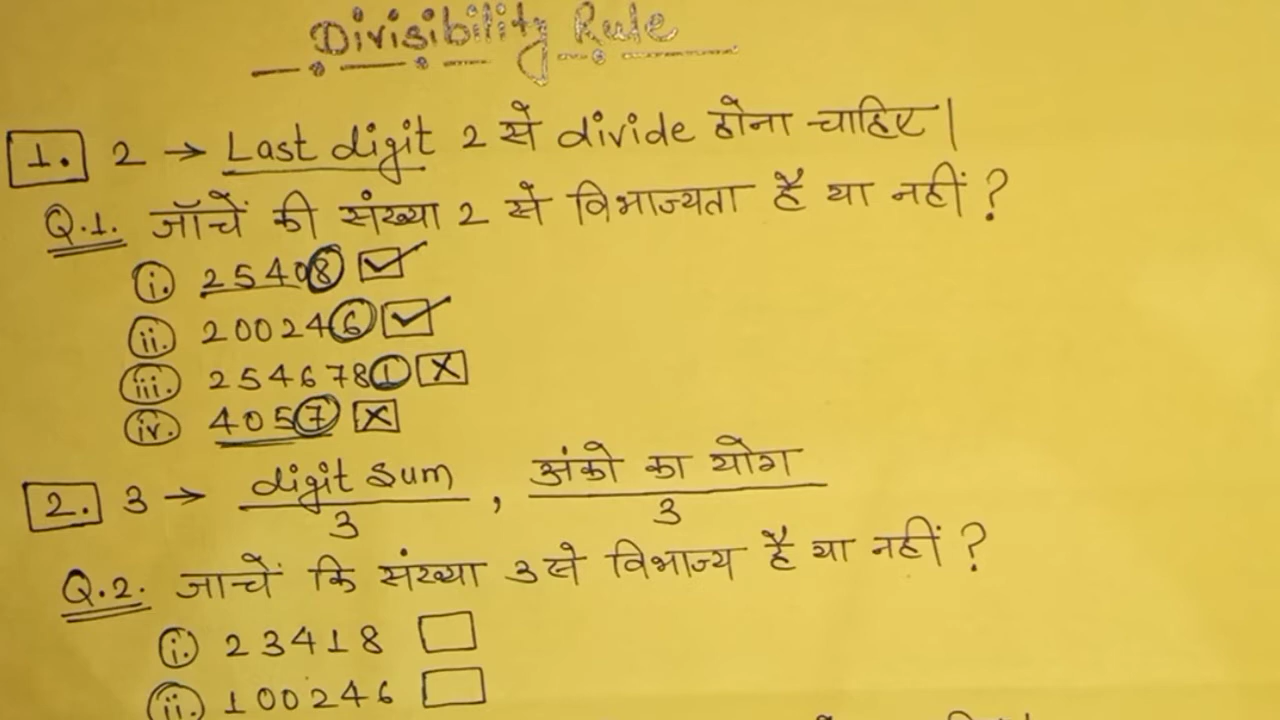 Divisibility Rule
1. 2 → Last digit 2 से divide होना चाहिए।
Q.1. जाँचें की संख्या 2 से विभाज्यता है या नहीं ?
i. 25408
ii. 200246
iii. 2546781
iv. 4057
2. 3 → digit sum / 3 , अंको का योग / 3
Q.2. जाचें कि संख्या 3 से विभाज्य है या नहीं ?
i. 23418
ii. 100246